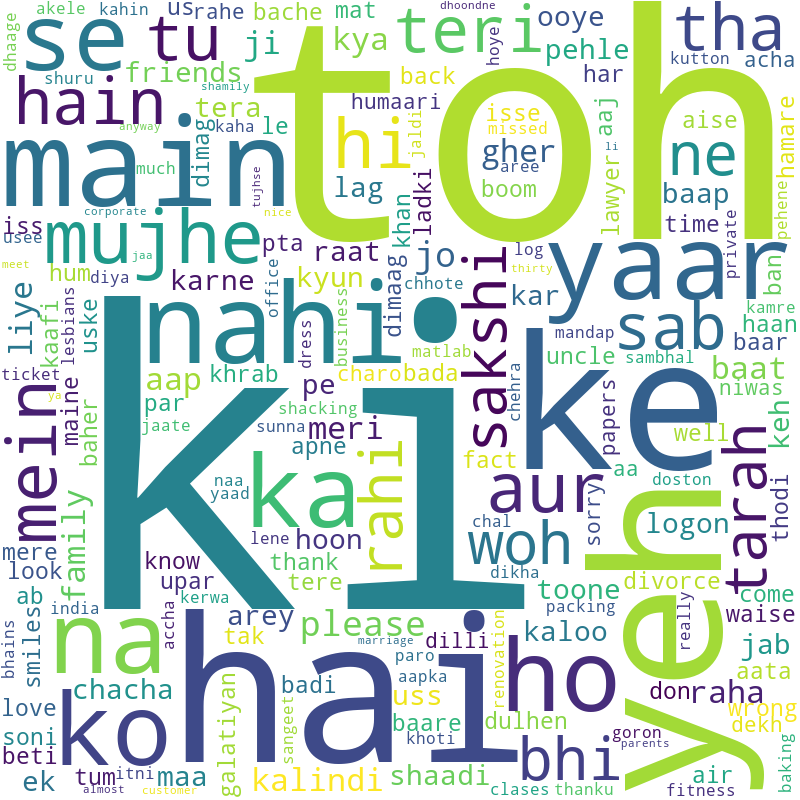 akele
kahin
us
rahe
bache
mat
dhoondne
ooye
tha
dhaage
se
tu
ji
kya
teri
hoye
toh
pehle
kutton
acha
shuru
friends
shamily
back
har
hain
tera
humaari
isse
aaj
aise
hamare
anyway
kaha
le
jaldi
missed
main
dimag
hi
gher
aree
li
ne
much
lag
khan
ladki
boom
lawyer
baap
pehene
corporate
tujhse
nice
iss
mujhe
pta
raat
jo
log
time
private
usee
yaar
meet
hum
diya
karne
office
kyun
dimaag
chhote
sakshi
thirty
kar
ban
liye
kaafi
uske
lesbians
nahi
dress
business
matlab
mandap
sab
kamre
haan
baar
ticket
maine
aap
khrab
charo
bada
chehra
uncle
sambhal
baat
ya
mein
par
pe
ke
papers
niwas
baher
jaate
Ki
shacking
sunna
meri
apne
rahi
fact
well
keh
family
naa
yaad
ka
aur
aa
doston
yeh
tarah
thodi
mere
look
know
lene
hoon
woh
chal
sorry
logon
ab
upar
thank
tere
dikha
toone
divorce
come
india
kerwa
packing
really
waise
bhains
smiles
accha
na
hai
arey
please
marriage
dilli
kaloo
jab
tak
paro
ho
renovation
aata
love
chacha
ko
galatiyan
badi
uss
aapka
don
raha
soni
sangeet
baare
dulhen
wrong
beti
khoti
bhi
goron
dekh
parents
ek
tum
itni
maa
kalindi
shaadi
air
baking
almost
customer
clases
thanku
fitness